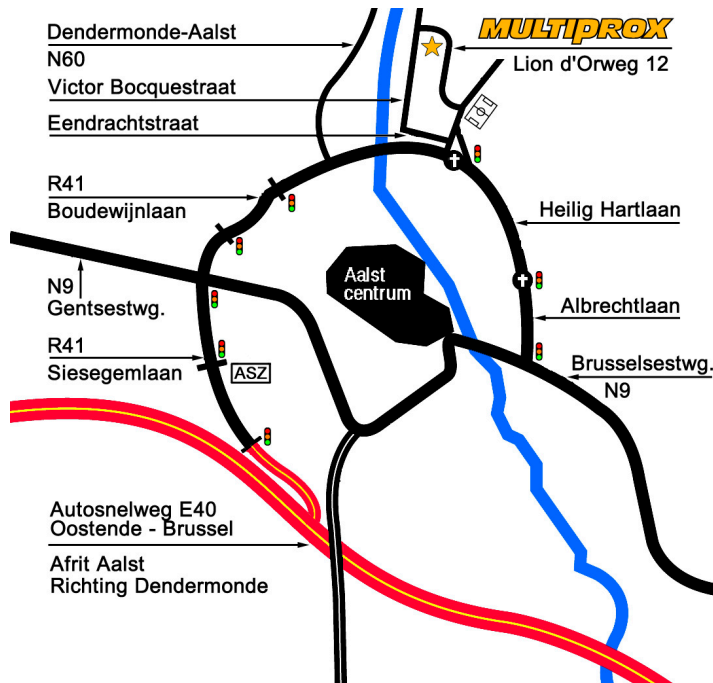 Dendermonde-Aalst
N60
Victor Bocquestraat
Eendrachtstraat
MULTIPROX
Lion d'Orweg 12
R41
Boudewijnlaan
Heilig Hartlaan
N9
Gentsestwg.
Aalst
centrum
Albrechtlaan
R41
Siesegemlaan
ASZ
Brusselsestwg.
N9
Autosnelweg E40
Oostende - Brussel
Afrit Aalst
Richting Dendermonde